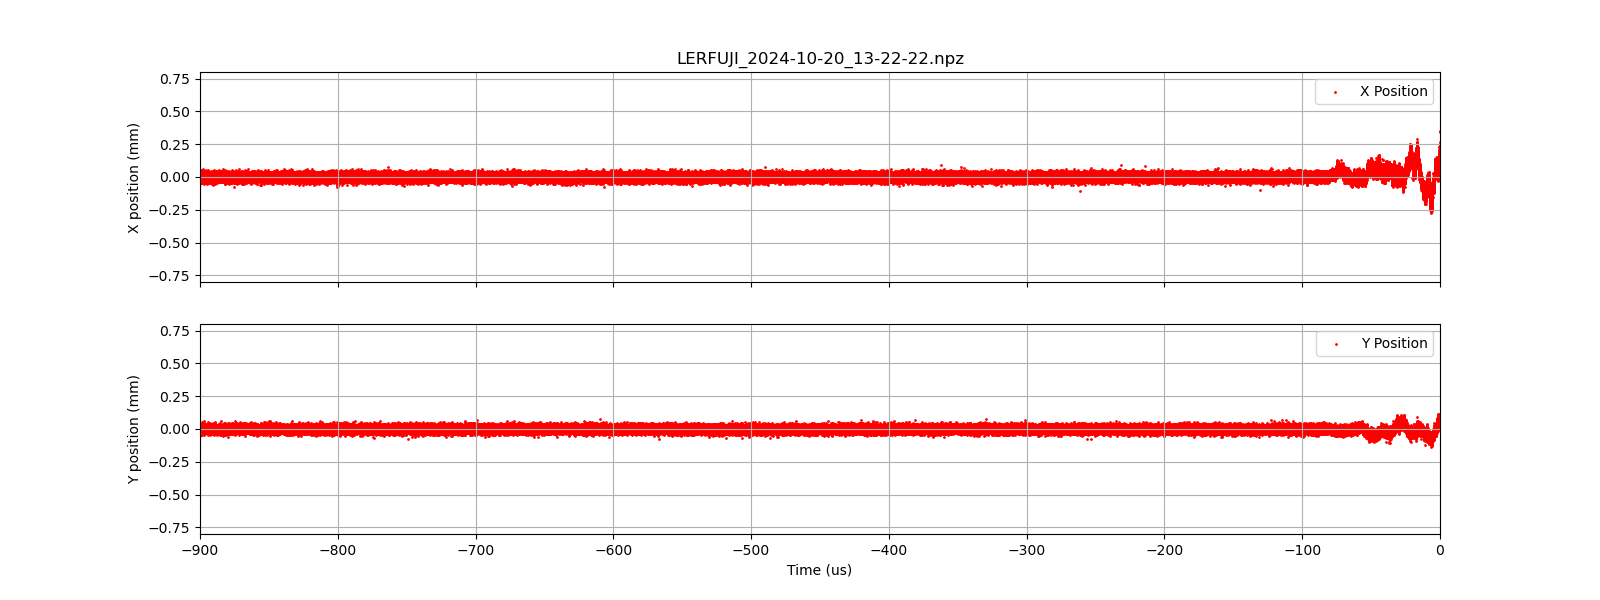 LERFUJI_2024-10-20_13-22-22.npz
0.75
0.50
0.25
0.00
−0.25
−0.50
−0.75
X position (mm)
X Position
0.75
0.50
0.25
0.00
−0.25
−0.50
−0.75
Y position (mm)
Y Position
−900 −800 −700 −600 −500 −400 −300 −200 −100 0
Time (us)